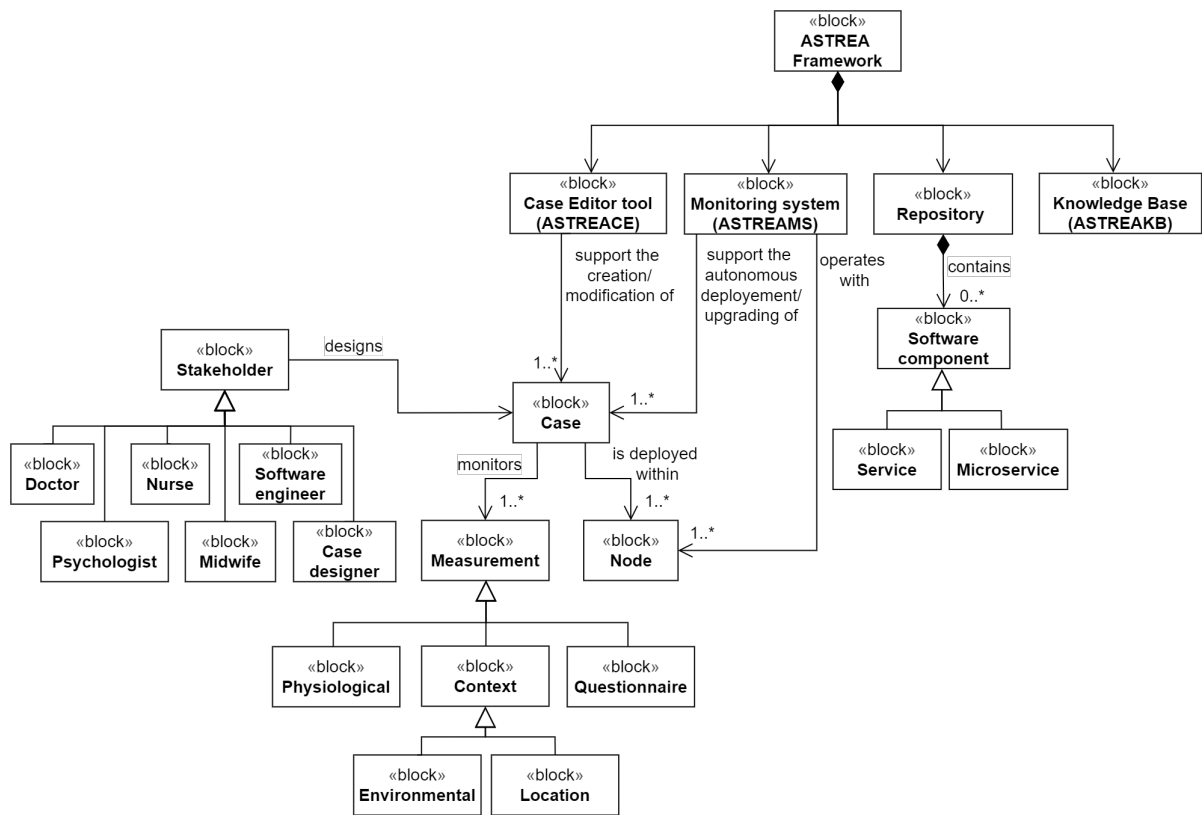 «block»
ASTREA
Framework
«block»
Case Editor tool
(ASTREACE)
«block»
Monitoring system
(ASTREAMS)
«block»
Repository
«block»
Knowledge Base
(ASTREAKB)
support the
creation/
modification of
1..*
support the
autonomous
deployement/
upgrading of
1..*
operates
with
1..*
contains
0..*
«block»
Software
component
«block»
Service
«block»
Microservice
«block»
Stakeholder
designs
«block»
Case
«block»
Doctor
«block»
Nurse
«block»
Software
engineer
«block»
Psychologist
«block»
Midwife
«block»
Case
designer
monitors
1..*
is deployed
within
1..*
«block»
Measurement
«block»
Node
«block»
Physiological
«block»
Context
«block»
Questionnaire
«block»
Environmental
«block»
Location